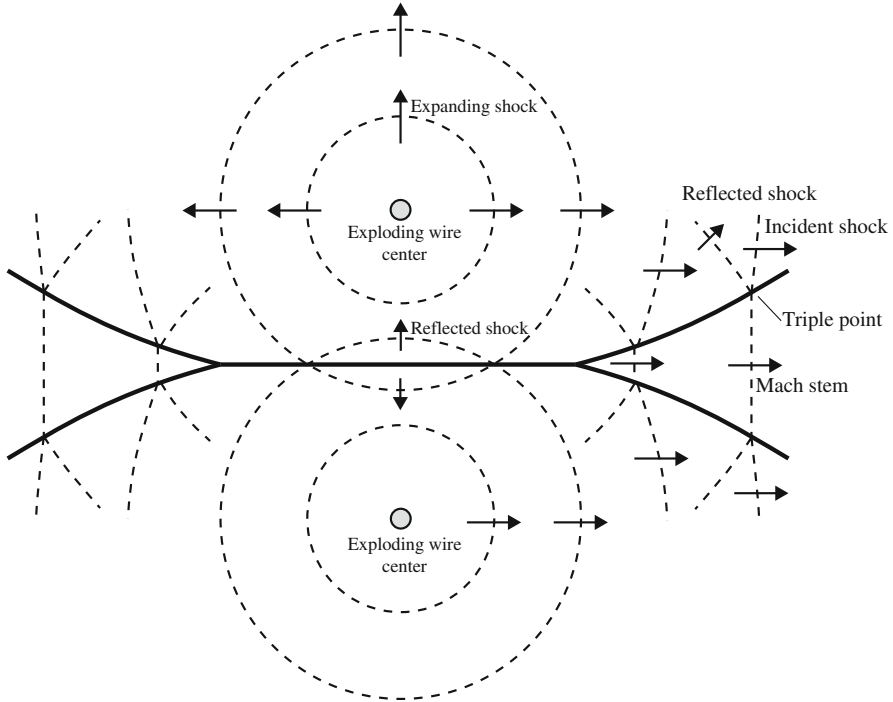 Expanding shock
Reflected shock
Incident shock
Exploding wire
center
Triple point
Reflected shock
Mach stem
Exploding wire
center